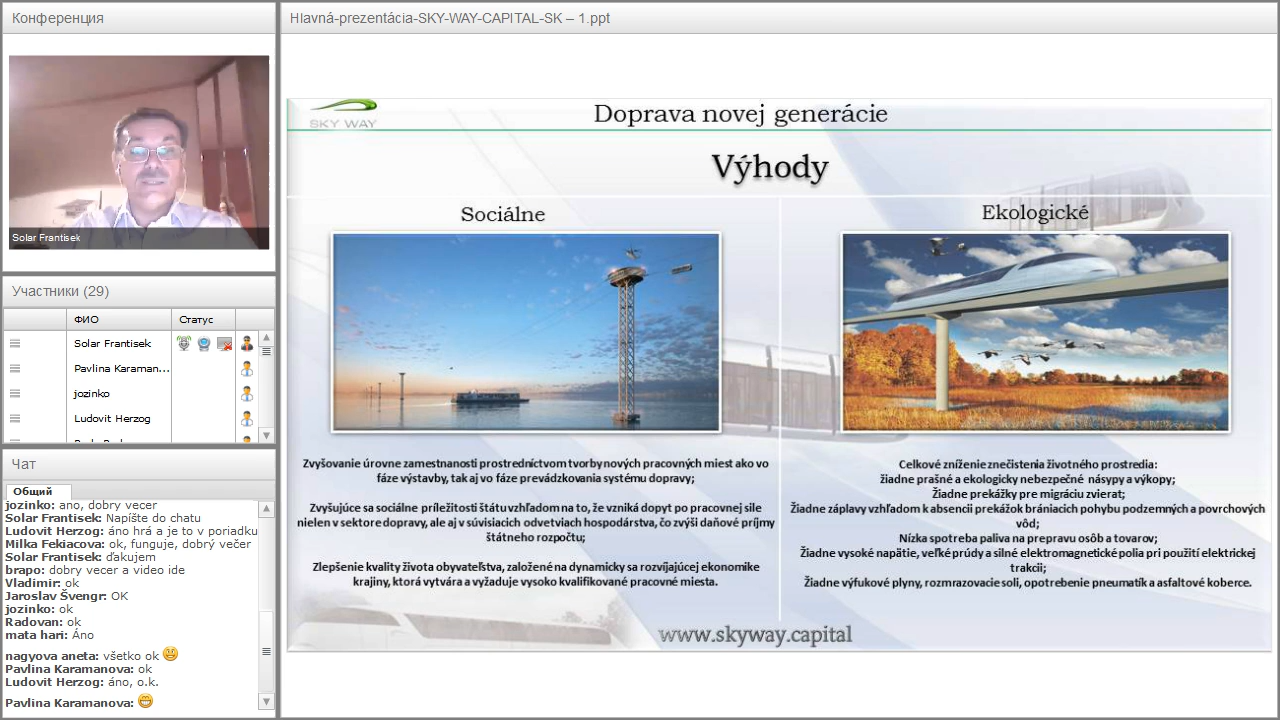 Конференция
Solar Frantisek
Участники (29)
ФИО
Статус
Solar Frantisek
Pavlina Karaman...
jozinko
Ludovit Herzog
Чат
Общий
jozinko: ano, dobry vecer
Solar Frantisek: Napíšte do chatu
Ludovit Herzog: áno hrá a je to v poriadku
Milka Fekiacova: ok, funguje, dobrý večer
Solar Frantisek: ďakujem
brapo: dobry vecer a video ide
Vladimir: ok
Jaroslav Švengr: OK
jozinko: ok
Radovan: ok
mata hari: Áno
nagyova aneta: všetko ok
Pavlina Karamanova: ok
Ludovit Herzog: áno, o.k.
Pavlina Karamanova:
Hlavná-prezentácia-SKY-WAY-CAPITAL-SK – 1.ppt
SKY WAY
Doprava novej generácie
Výhody
Sociálne
Zvyšovanie úrovne zamestnanosti prostredníctvom tvorby nových pracovných miest ako vo
fáze výstavby, tak aj vo fáze prevádzkovania systému dopravy;
Zvyšujúce sa sociálne príležitosti štátu vzhľadom na to, že vzniká dopyt po pracovnej sile
nielen v sektore dopravy, ale aj v súvisiacich odvetviach hospodárstva, čo zvýši daňové príjmy
štátneho rozpočtu;
Zlepšenie kvality života obyvateľstva, založené na dynamicky sa rozvíjajúcej ekonomike
krajiny, ktorá vytvára a vyžaduje vysoko kvalifikované pracovné miesta.
Ekologické
Celkové zníženie znečistenia životného prostredia:
žiadne prašné a ekologicky nebezpečné násypy a výkopy;
Žiadne prekážky pre migráciu zvierat;
Žiadne záplavy vzhľadom k absencii prekážok brániacich pohybu podzemných a povrchových
vôd;
Nízka spotreba paliva na prepravu osôb a tovarov;
Žiadne vysoké napätie, veľké prúdy a silné elektromagnetické polia pri použití elektrickej
trakcii;
Žiadne výfukové plyny, rozmrazovacie soli, opotrebenie pneumatík a asfaltové koberce.
www.skyway.capital